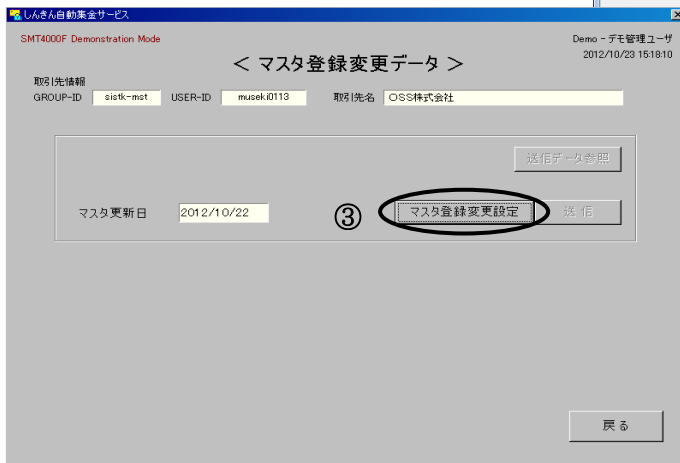 しんきん自動集金サービス
SMT4000F Demonstration Mode
Demo - デモ管理ユーザ
2012/10/23 15:18:10
< マスタ登録変更データ >
取引先情報
GROUP-ID sistk-mst USER-ID museki0113 取引先名 OSS株式会社
送信データ参照
マスタ更新日 2012/10/22 ③ マスタ登録変更設定 送信
戻る